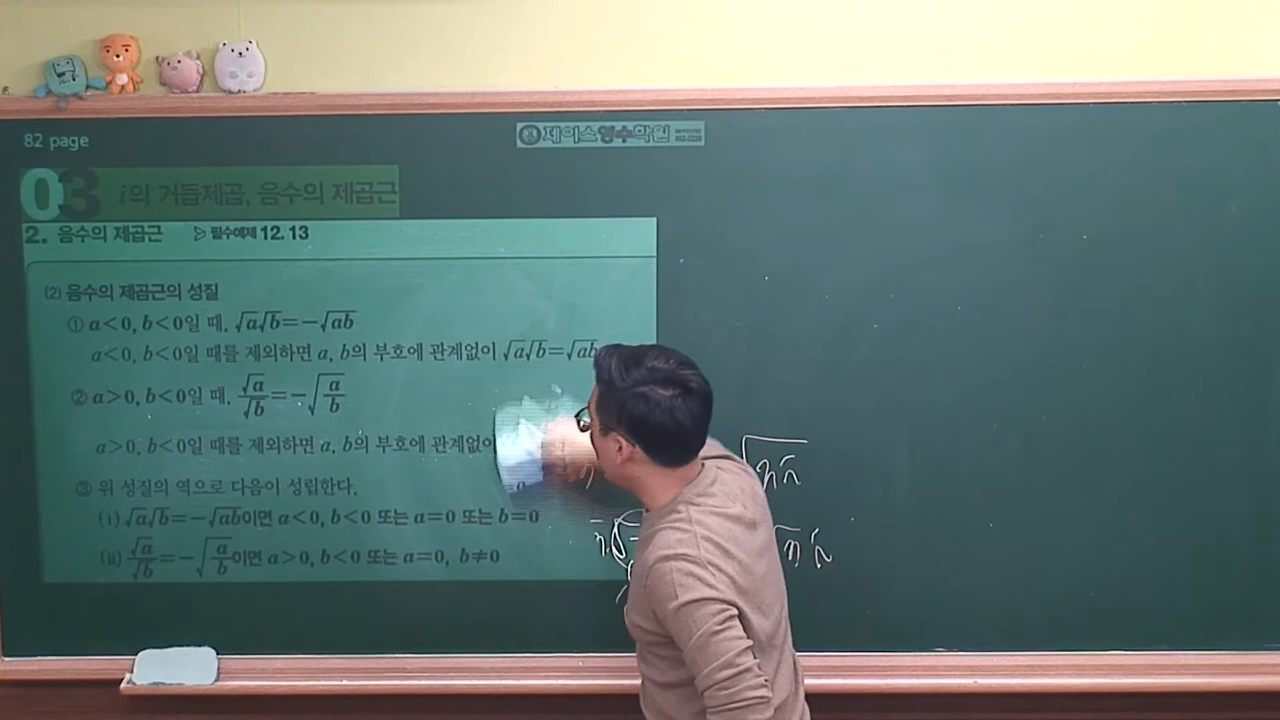 82 page
제이스영수학원
03 i의 거듭제곱, 음수의 제곱근
2. 음수의 제곱근 ▷ 필수예제 12, 13
(2) 음수의 제곱근의 성질
① a<0, b<0일 때, √a√b=-√ab
a<0, b<0일 때를 제외하면 a, b의 부호에 관계없이 √a√b=√ab
② a>0, b<0일 때, √a/√b=-√(a/b)
a>0, b<0일 때를 제외하면 a, b의 부호에 관계없이
③ 위 성질의 역으로 다음이 성립한다.
(i) √a√b=-√ab이면 a<0, b<0 또는 a=0 또는 b=0
(ii) √a/√b=-√(a/b)이면 a>0, b<0 또는 a=0, b≠0